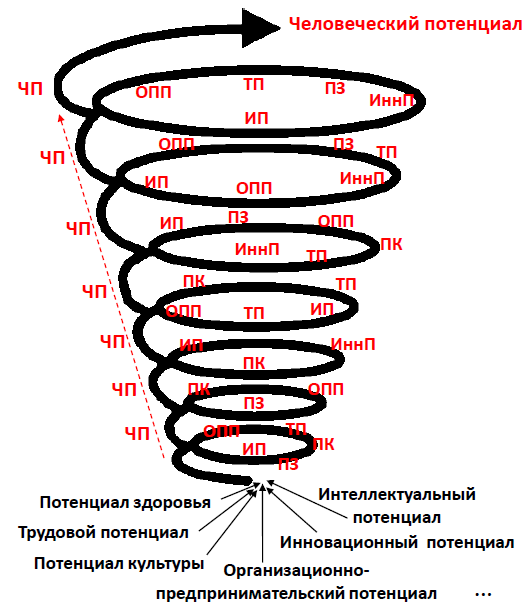 Человеческий потенциал
ЧП
ОПП ТП ПЗ ИннП
ИП
ЧП
ОПП ПЗ ТП
ИП ОПП ИннП
ЧП
ИП ПЗ ОПП
ИннП ТП ПК
ЧП
ПК ТП
ОПП ТП ИП
ЧП
ИП ИннП
ПК
ЧП
ПК ОПП
ПЗ
ЧП
ОПП ТП
ИП ПК
ПЗ
Потенциал здоровья
Трудовой потенциал
Потенциал культуры
Организационно-
предпринимательский потенциал
Интеллектуальный
потенциал
Инновационный потенциал
...